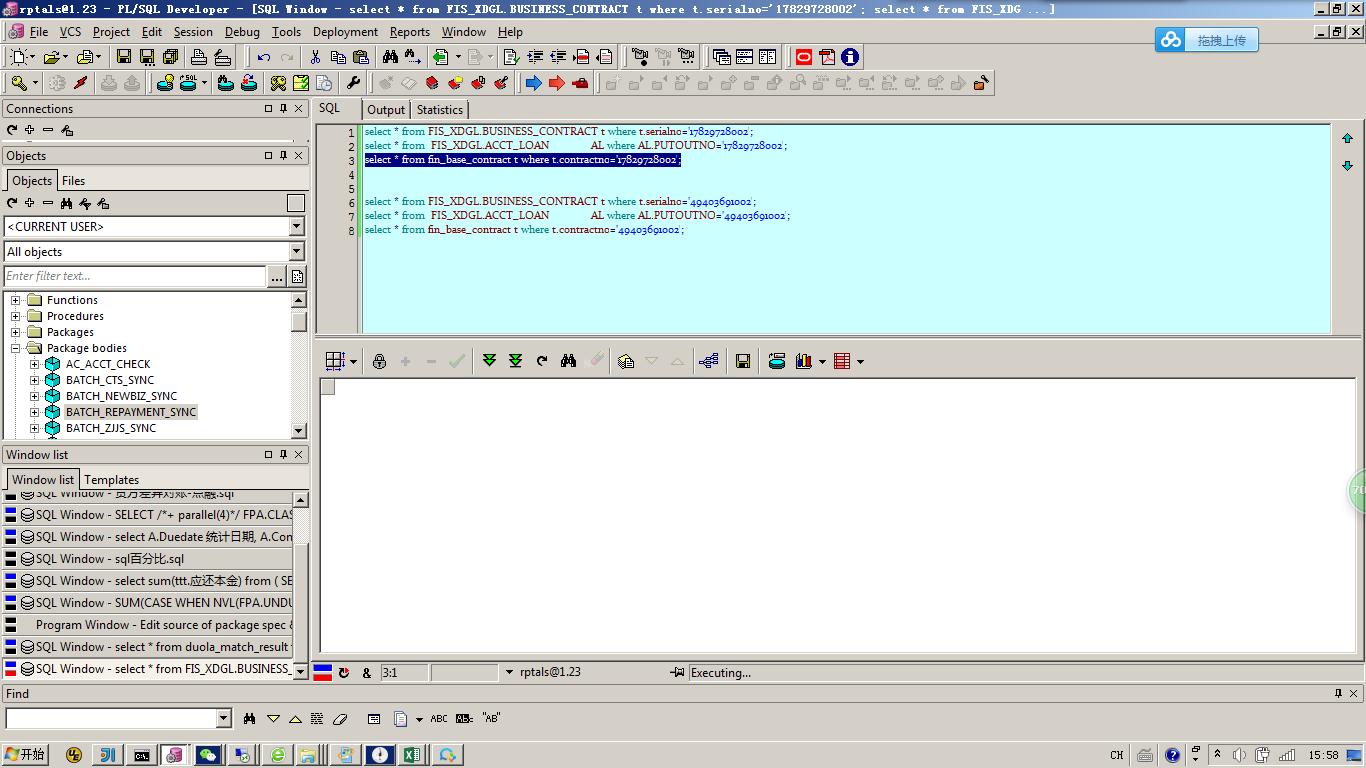 rptals@1.23 - PL/SQL Developer - [SQL Window - select * from FIS_XDGL.BUSINESS_CONTRACT t where t.serialno='17829728002'; select * from FIS_XDG ...]
File VCS Project Edit Session Debug Tools Deployment Reports Window Help
拖拽上传
Connections
SQL Output Statistics
1 select * from FIS_XDGL.BUSINESS_CONTRACT t where t.serialno='17829728002';
2 select * from FIS_XDGL.ACCT_LOAN AL where AL.PUTOUTNO='17829728002';
3 select * from fin_base_contract t where t.contractno='17829728002';
4
5
6 select * from FIS_XDGL.BUSINESS_CONTRACT t where t.serialno='49403691002';
7 select * from FIS_XDGL.ACCT_LOAN AL where AL.PUTOUTNO='49403691002';
8 select * from fin_base_contract t where t.contractno='49403691002';
Objects
Objects Files
<CURRENT USER>
All objects
Enter filter text...
Functions
Procedures
Packages
Package bodies
AC_ACCT_CHECK
BATCH_CTS_SYNC
BATCH_NEWBIZ_SYNC
BATCH_REPAYMENT_SYNC
BATCH_ZJJS_SYNC
Window list
Window list Templates
SQL Window - 资方差异对账-点融.sql
SQL Window - SELECT /*+ parallel(4)*/ FPA.CLAS
SQL Window - select A.Duedate 统计日期, A.Con
SQL Window - sql百分比.sql
SQL Window - select sum(ttt.应还本金) from ( SE
SQL Window - SUM(CASE WHEN NVL(FPA.UNDU
Program Window - Edit source of package spec &
SQL Window - select * from duola_match_result
SQL Window - select * from FIS_XDGL.BUSINESS_
70
& 3:1 rptals@1.23 Executing...
Find
ABC "AB"
开始
CH 15:58